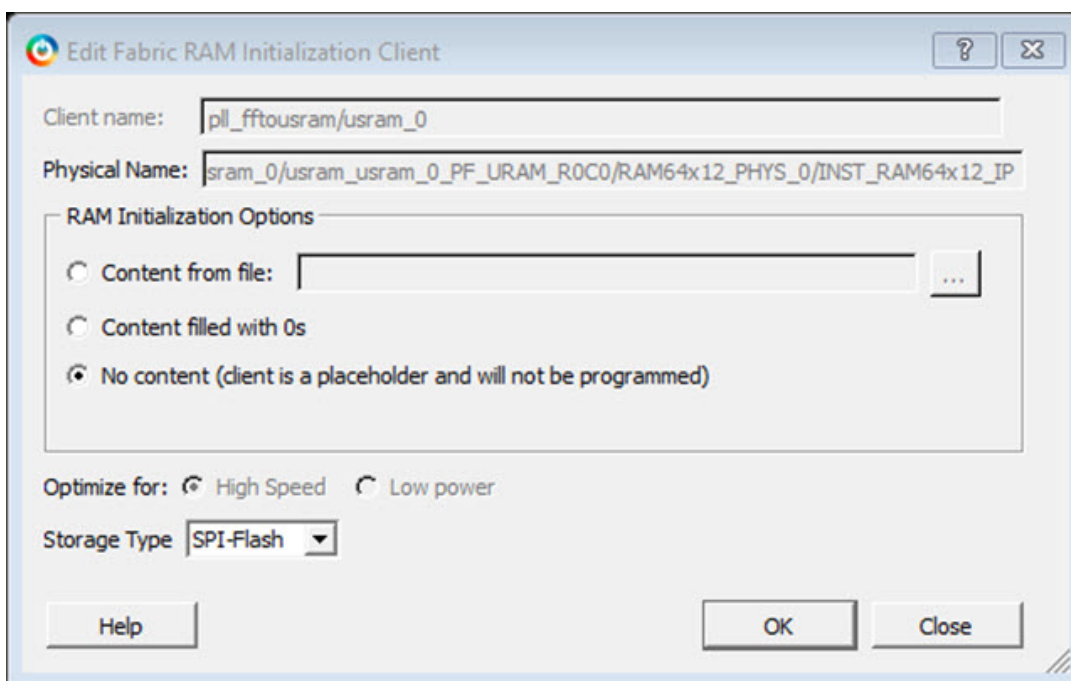 Edit Fabric RAM Initialization Client
Client name: pll_fftousram/usram_0
Physical Name: sram_0/usram_usram_0_PF_URAM_R0C0/RAM64x12_PHYS_0/INST_RAM64x12_IP
RAM Initialization Options
Content from file: ...
Content filled with 0s
No content (client is a placeholder and will not be programmed)
Optimize for: High Speed Low power
Storage Type SPI-Flash
Help OK Close